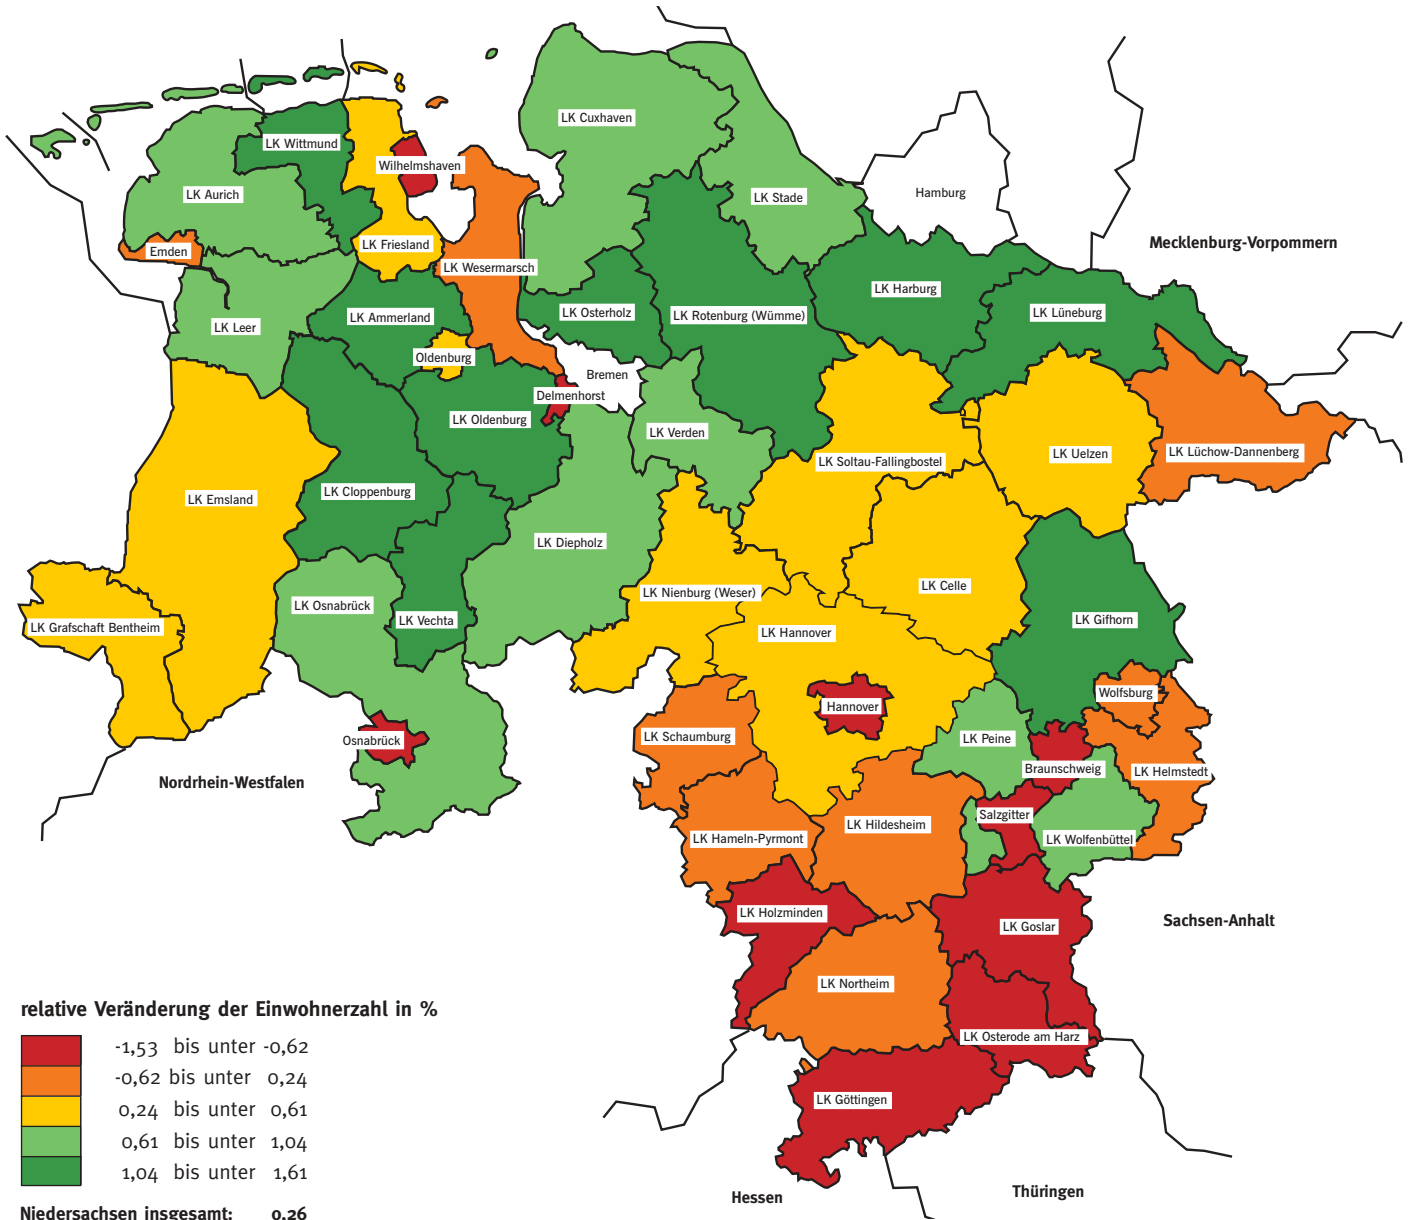 LK Cuxhaven
LK Wittmund
Wilhelmshaven
LK Aurich
LK Stade
Hamburg
Mecklenburg-Vorpommern
LK Friesland
Emden
LK Wesermarsch
LK Harburg
LK Osterholz
LK Rotenburg (Wümme)
LK Lüneburg
LK Ammerland
LK Leer
Oldenburg
Bremen
Delmenhorst
LK Oldenburg
LK Verden
LK Soltau-Fallingbostel
LK Uelzen
LK Lüchow-Dannenberg
LK Cloppenburg
LK Emsland
LK Diepholz
LK Celle
LK Nienburg (Weser)
LK Osnabrück
LK Vechta
LK Gifhorn
LK Grafschaft Bentheim
LK Hannover
Wolfsburg
Hannover
LK Schaumburg
LK Peine
Osnabrück
Braunschweig
LK Helmstedt
Nordrhein-Westfalen
Salzgitter
LK Hildesheim
LK Hameln-Pyrmont
LK Wolfenbüttel
LK Holzminden
LK Goslar
Sachsen-Anhalt
LK Northeim
LK Osterode am Harz
LK Göttingen
Hessen
Thüringen
relative Veränderung der Einwohnerzahl in %
-1,53 bis unter -0,62
-0,62 bis unter 0,24
0,24 bis unter 0,61
0,61 bis unter 1,04
1,04 bis unter 1,61
Niedersachsen insgesamt: 0,26